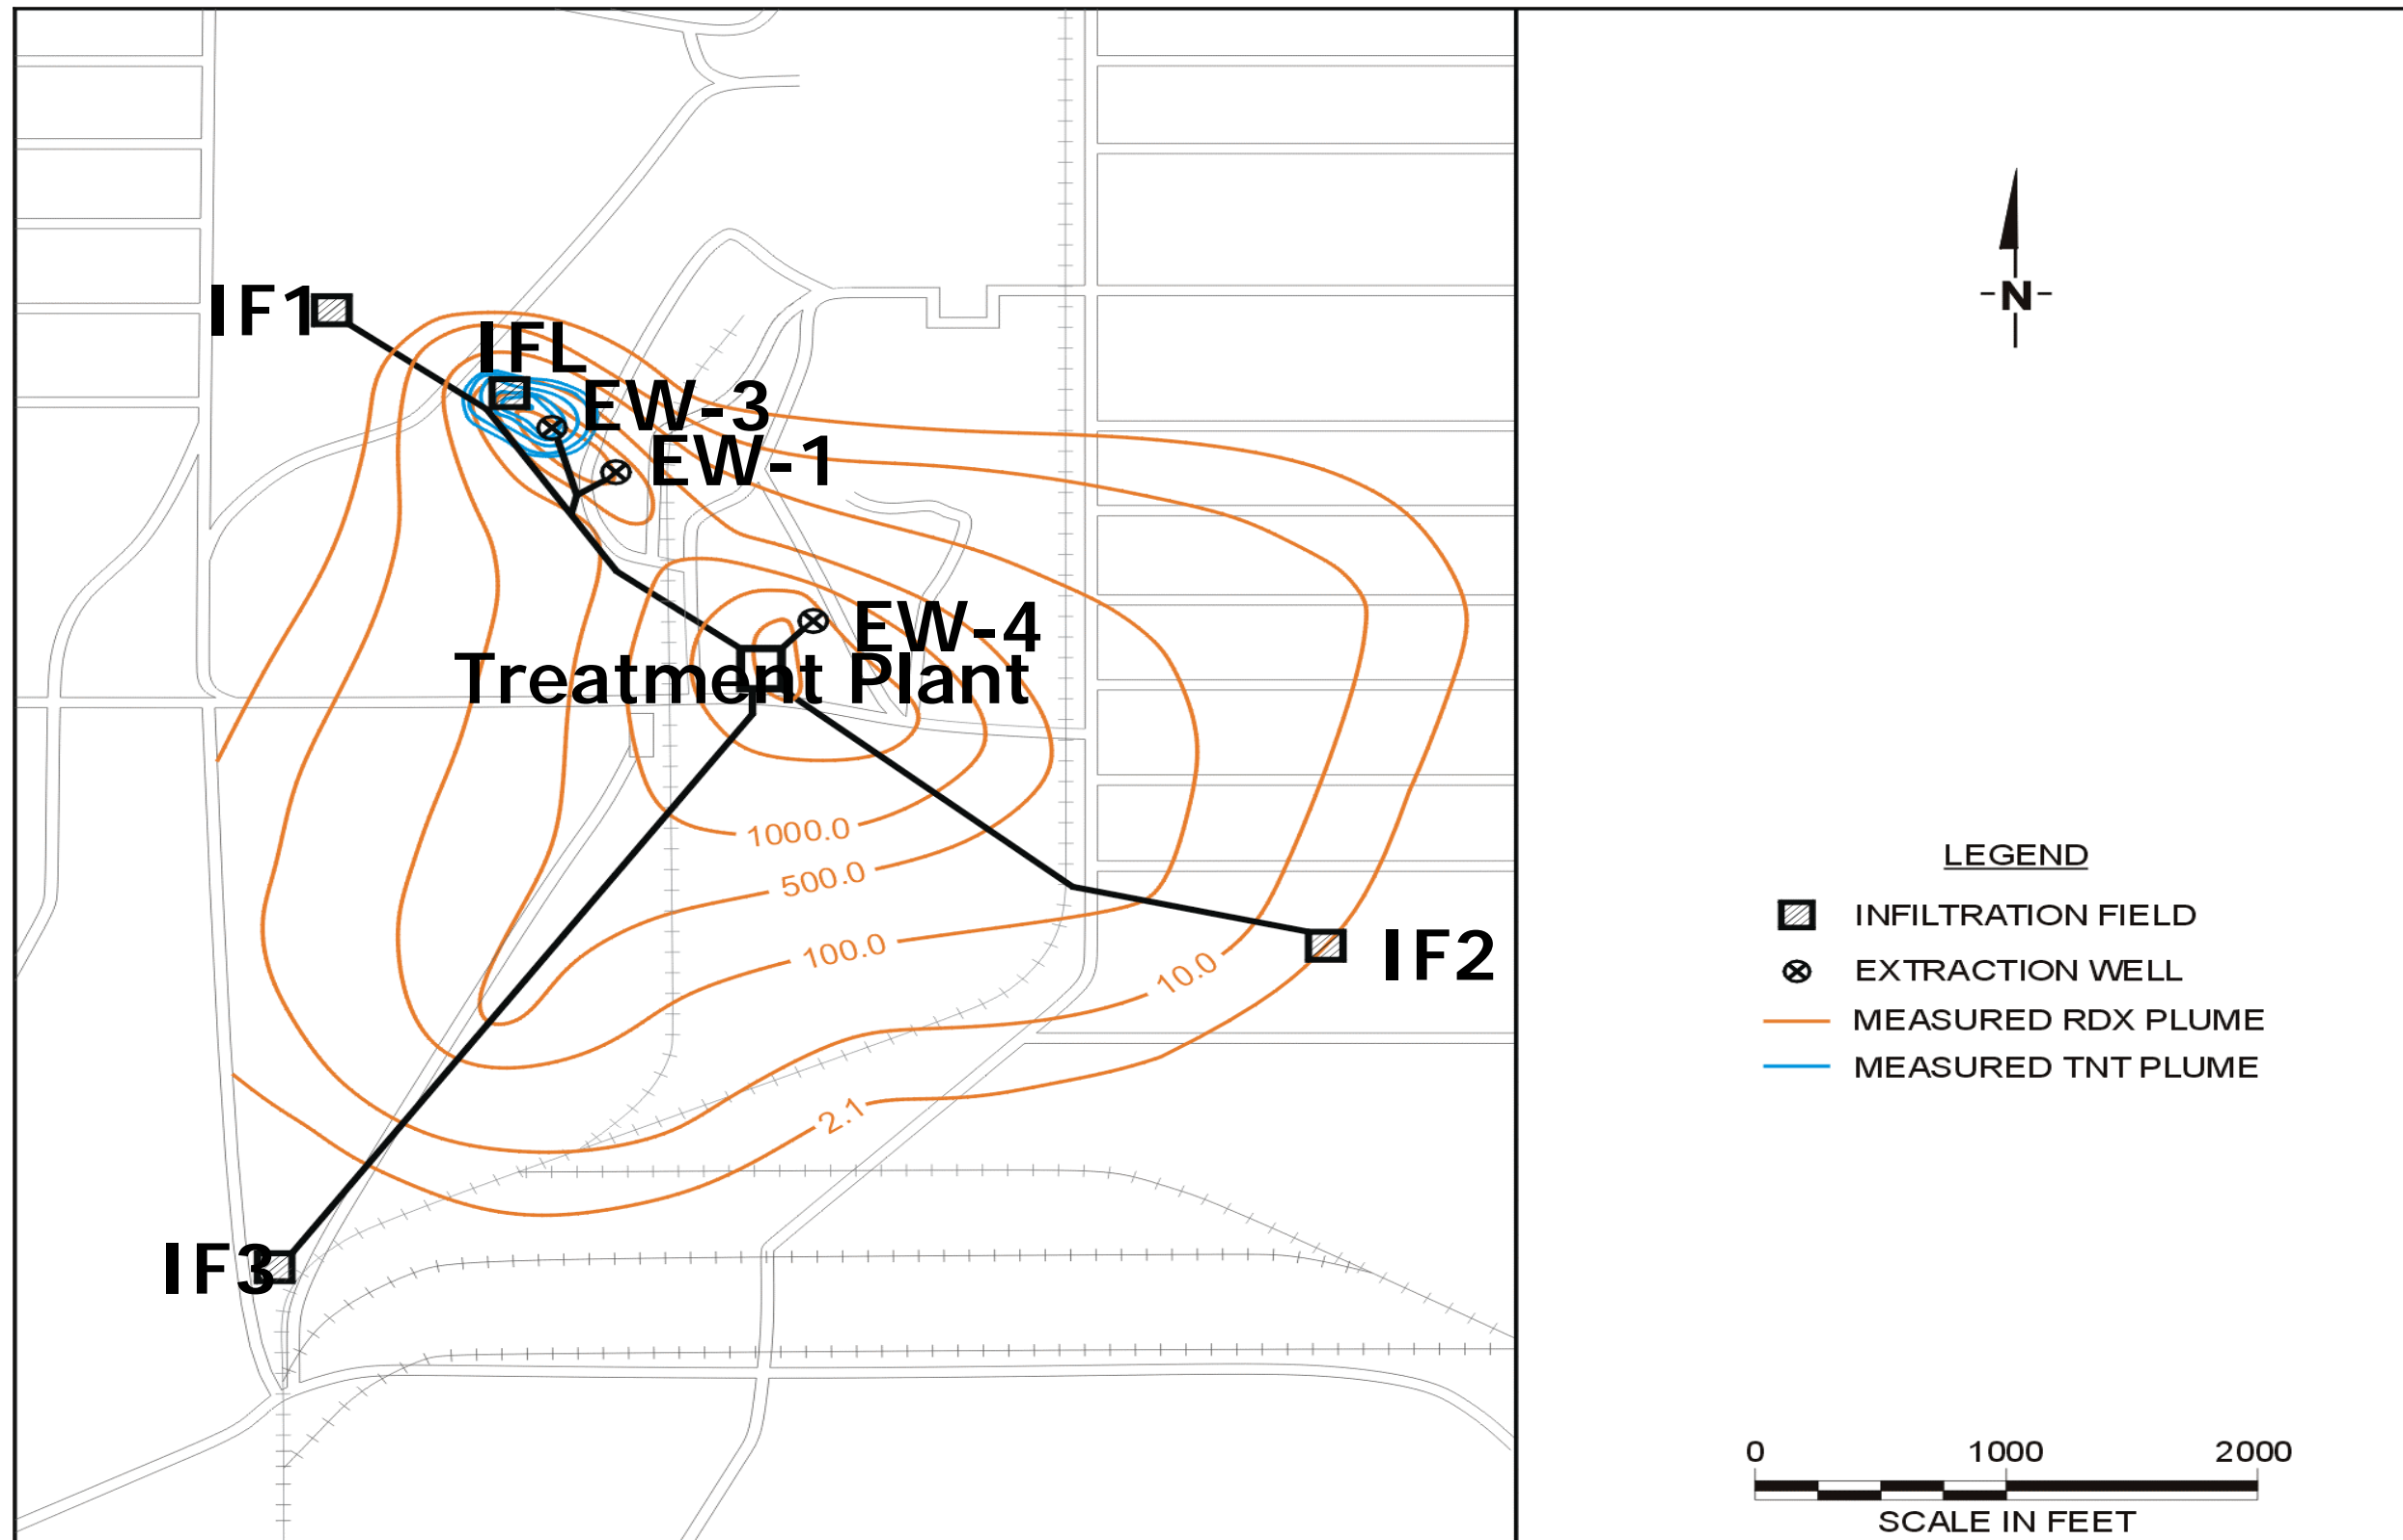 IF1
IFL
EW-3
EW-1
EW-4
Treatment Plant
1000.0
500.0
100.0
10.0
2.1
IF2
IF3
-N-
LEGEND
INFILTRATION FIELD
EXTRACTION WELL
MEASURED RDX PLUME
MEASURED TNT PLUME
0 1000 2000
SCALE IN FEET